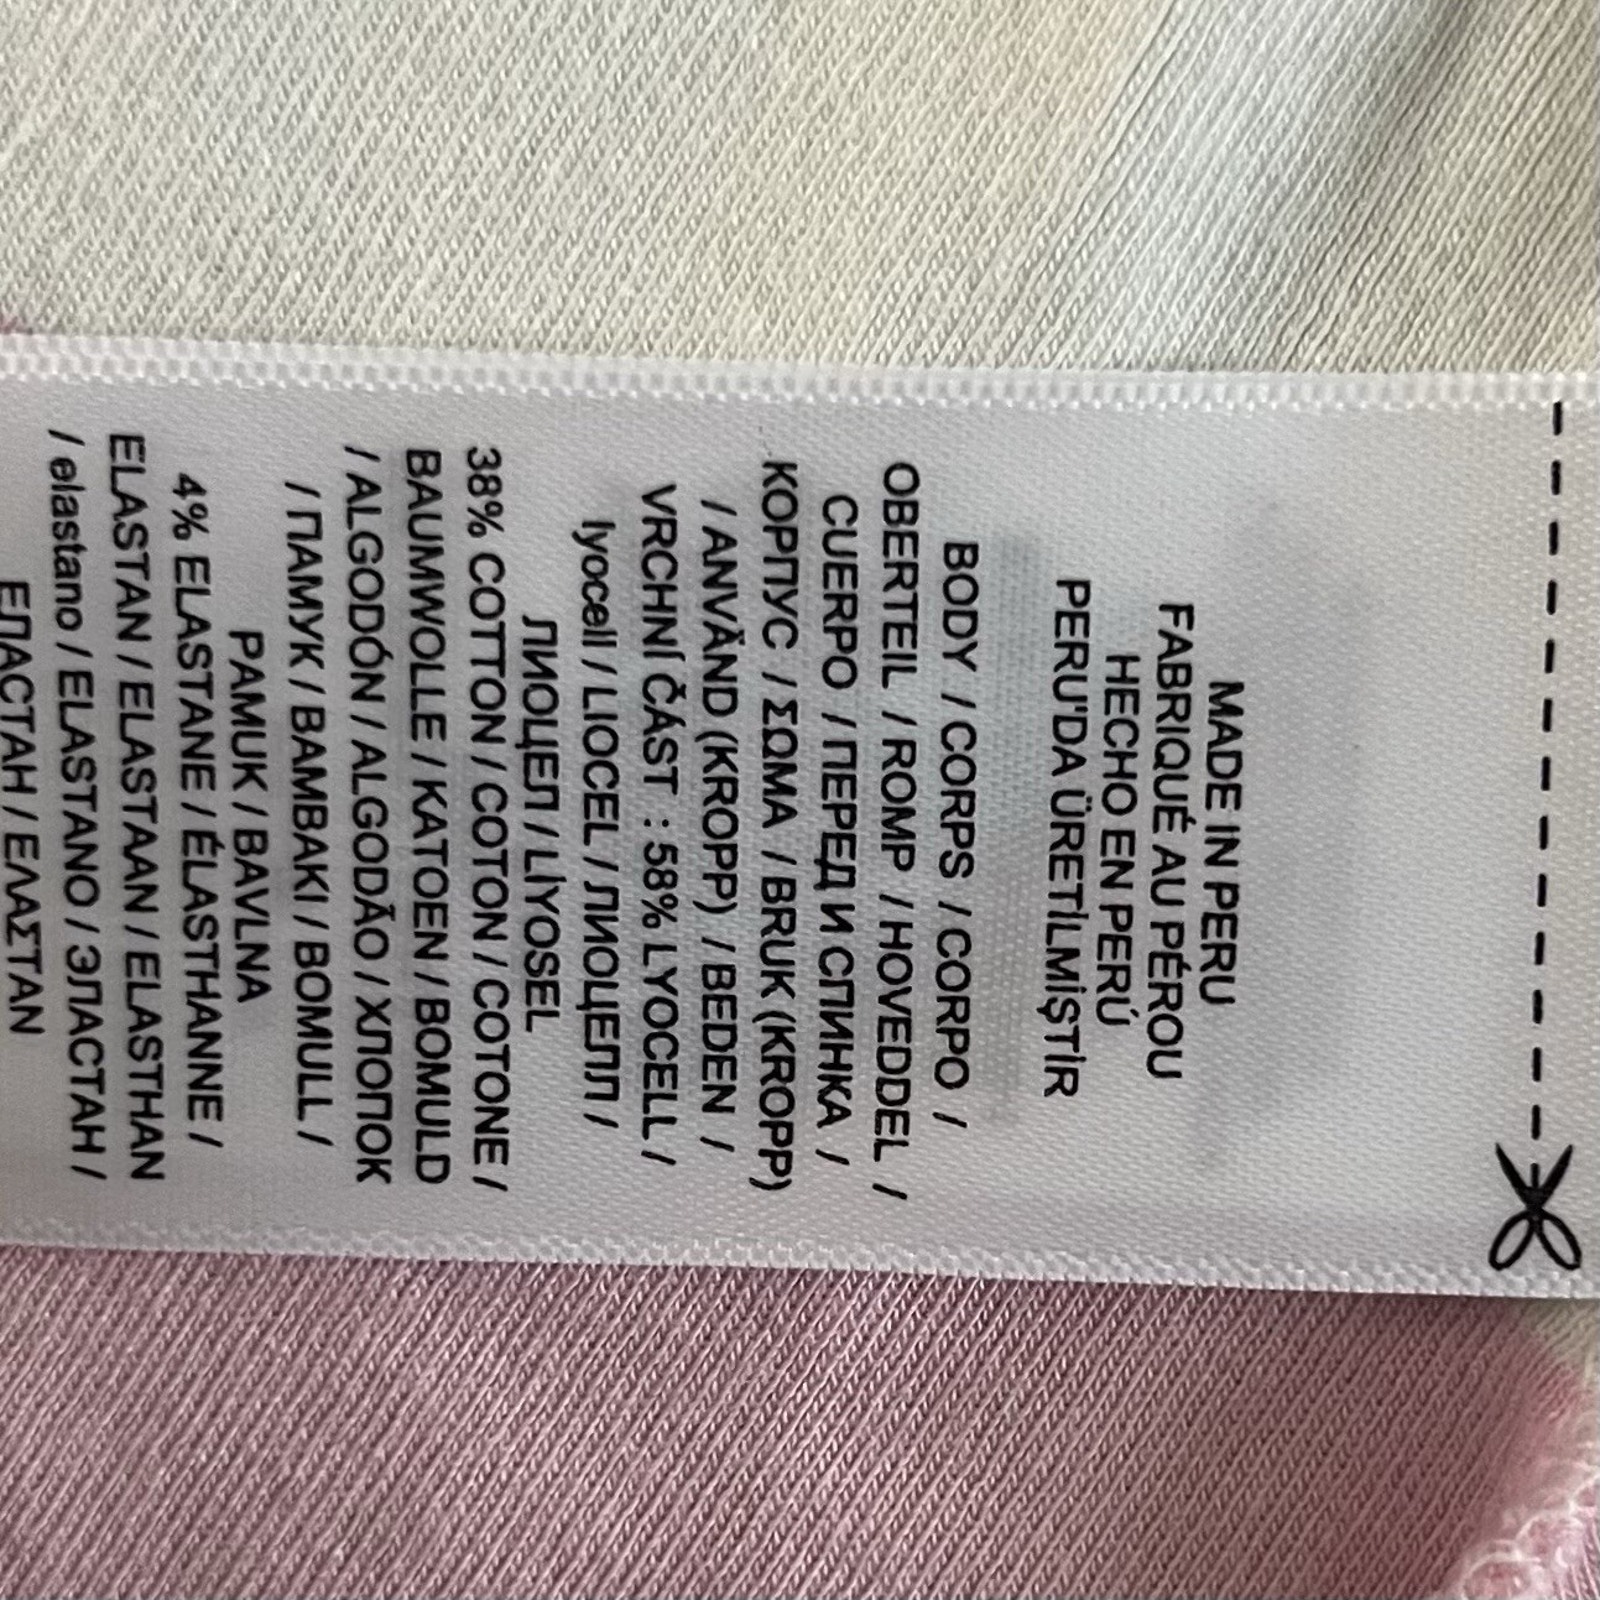 MADE IN PERU
FABRIQUÉ AU PÉROU
HECHO EN PERÚ
PERU'DA ÜRETİLMİŞTİR
BODY / CORPS / CORPO /
OBERTEIL / ROMP / HOVEDDEL /
CUERPO / ПЕРЕД И СПИНКА /
КОРПУС / ΣΩΜΑ / BRUK (KROPP)
/ ANVÄND (KROPP) / BEDEN /
VRCHNÍ ČÁST : 58% LYOCELL /
lyocell / LIOCEL / ЛИОЦЕЛЛ /
ЛИОЦЕЛ / LİYOSEL
38% COTTON / COTON / COTONE /
BAUMWOLLE / KATOEN / BOMULD
/ ALGODÓN / ALGODÃO / ХЛОПОК
/ ПАМУК / ΒΑΜΒΑΚΙ / BOMULL /
PAMUK / BAVLNA
4% ELASTANE / ÉLASTHANNE /
ELASTAN / ELASTAAN / ELASTHAN
/ elastano / ELASTANO / ЭЛАСТАН /
ЕЛАСТАН / ΕΛΑΣΤΑΝ